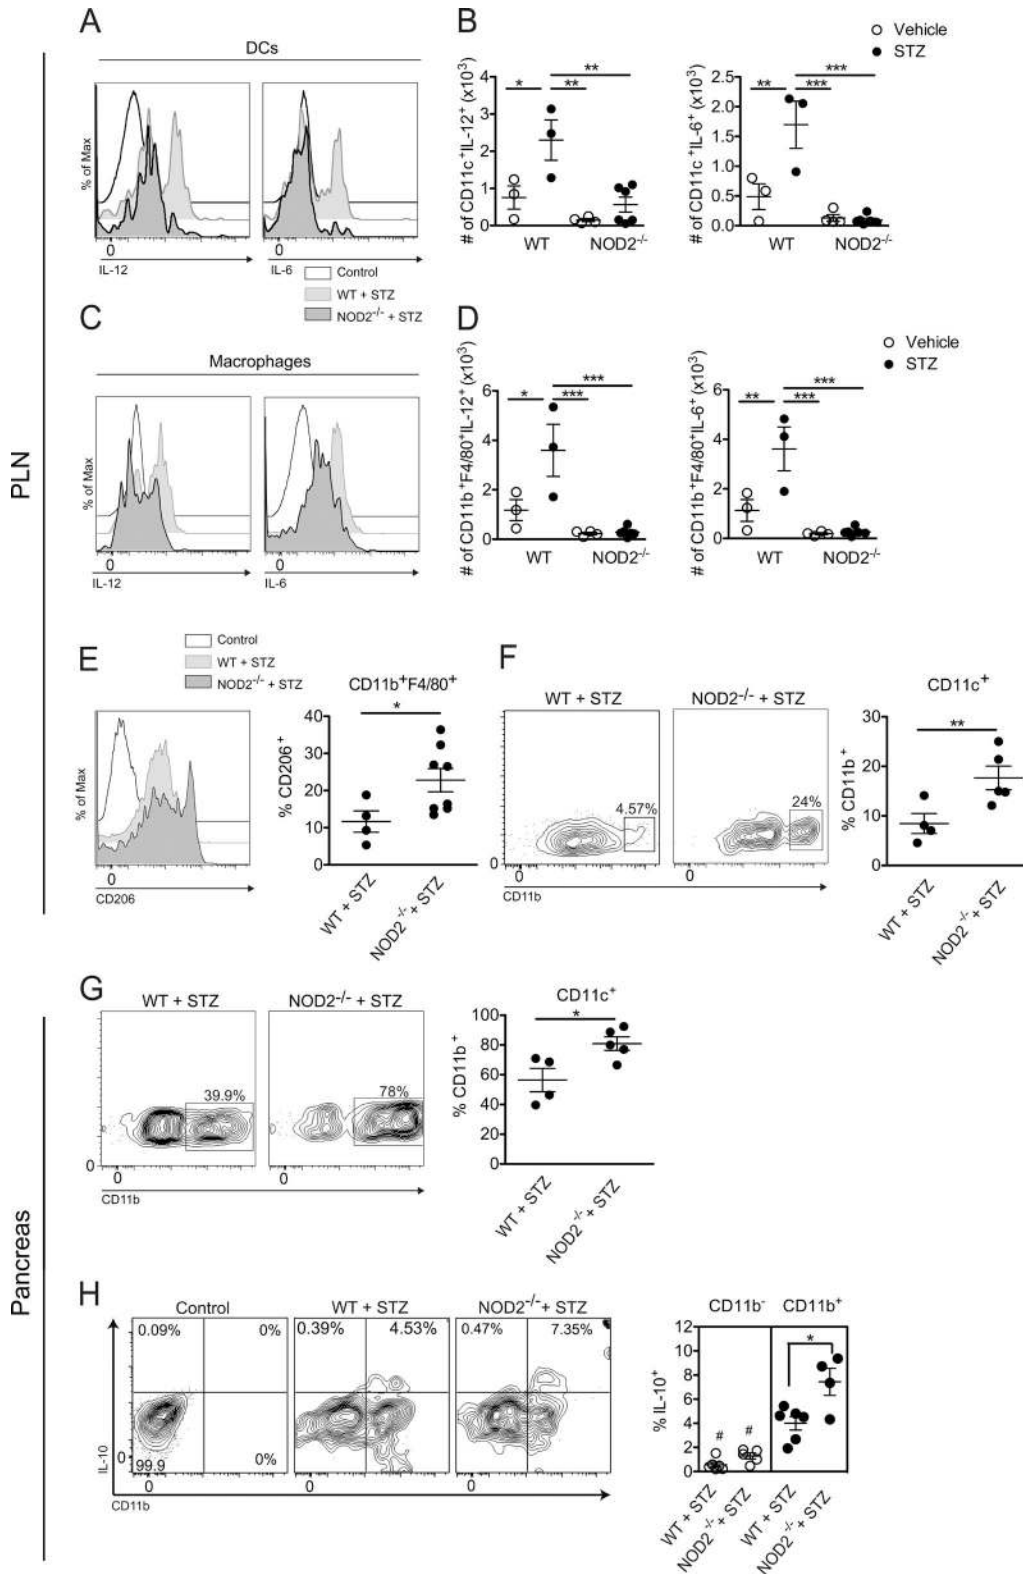 PLN
A
DCs
% of Max
0
IL-12
0
IL-6
Control
WT + STZ
NOD2-/- + STZ
B
Vehicle
STZ
# of CD11c+IL-12+ (x10³)
4
3
2
1
0
*
**
**
WT
NOD2-/-
# of CD11c+IL-6+ (x10³)
2.5
2.0
1.5
1.0
0.5
0.0
**
***
***
WT
NOD2-/-
C
Macrophages
% of Max
0
IL-12
0
IL-6
D
Vehicle
STZ
# of CD11b+F4/80+IL-12+ (x10³)
6
4
2
0
*
***
***
WT
NOD2-/-
# of CD11b+F4/80+IL-6+ (x10³)
6
4
2
0
**
***
***
WT
NOD2-/-
E
Control
WT + STZ
NOD2-/- + STZ
% of Max
0
CD206
CD11b+F4/80+
% CD206+
40
30
20
10
0
*
WT + STZ
NOD2-/- + STZ
F
WT + STZ
4.57%
0
0
CD11b
NOD2-/- + STZ
24%
0
CD11c+
% CD11b+
30
20
10
0
**
WT + STZ
NOD2-/- + STZ
Pancreas
G
WT + STZ
39.9%
0
0
CD11b
NOD2-/- + STZ
78%
0
CD11c+
% CD11b+
100
80
60
40
20
0
*
WT + STZ
NOD2-/- + STZ
H
Control
0.09%
0%
99.9
0%
IL-10
0
0
CD11b
WT + STZ
0.39%
4.53%
0
NOD2-/- + STZ
0.47%
7.35%
0
CD11b-
CD11b+
% IL-10+
12
10
8
6
4
2
0
#
#
*
WT + STZ
NOD2-/- + STZ
WT + STZ
NOD2-/- + STZ